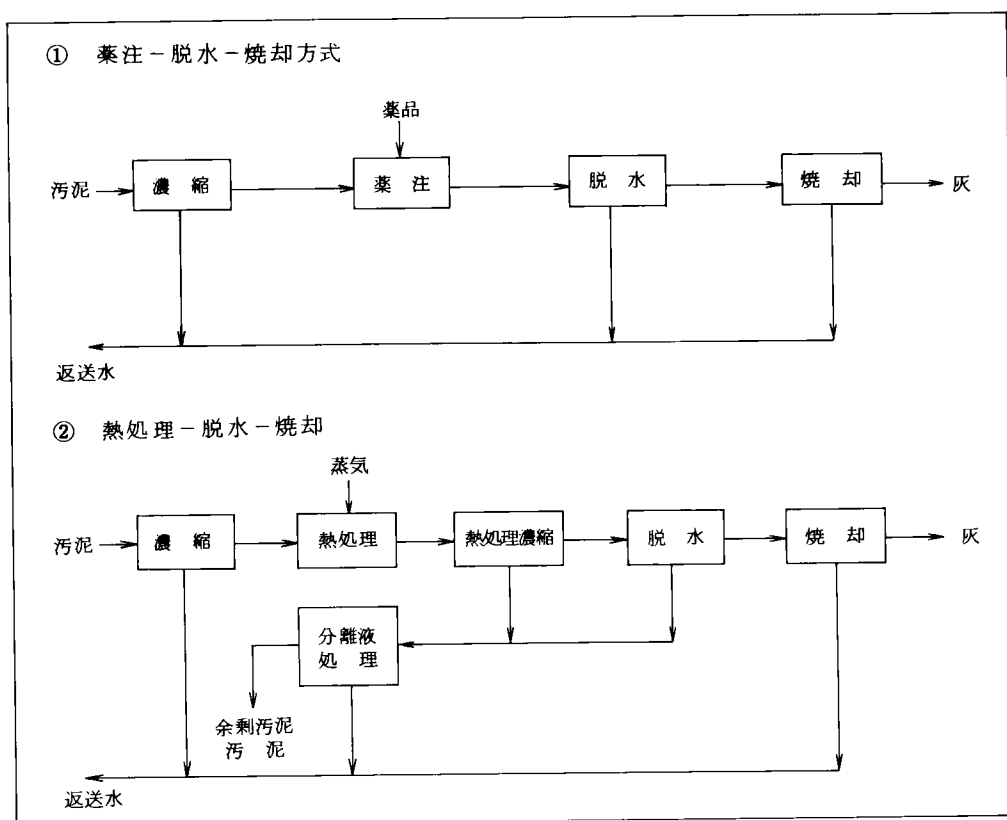 ① 薬注－脱水－焼却方式
薬品
汚泥
濃縮
薬注
脱水
焼却
灰
返送水
② 熱処理－脱水－焼却
蒸気
汚泥
濃縮
熱処理
熱処理濃縮
脱水
焼却
灰
分離液
処理
余剰汚泥
汚泥
返送水